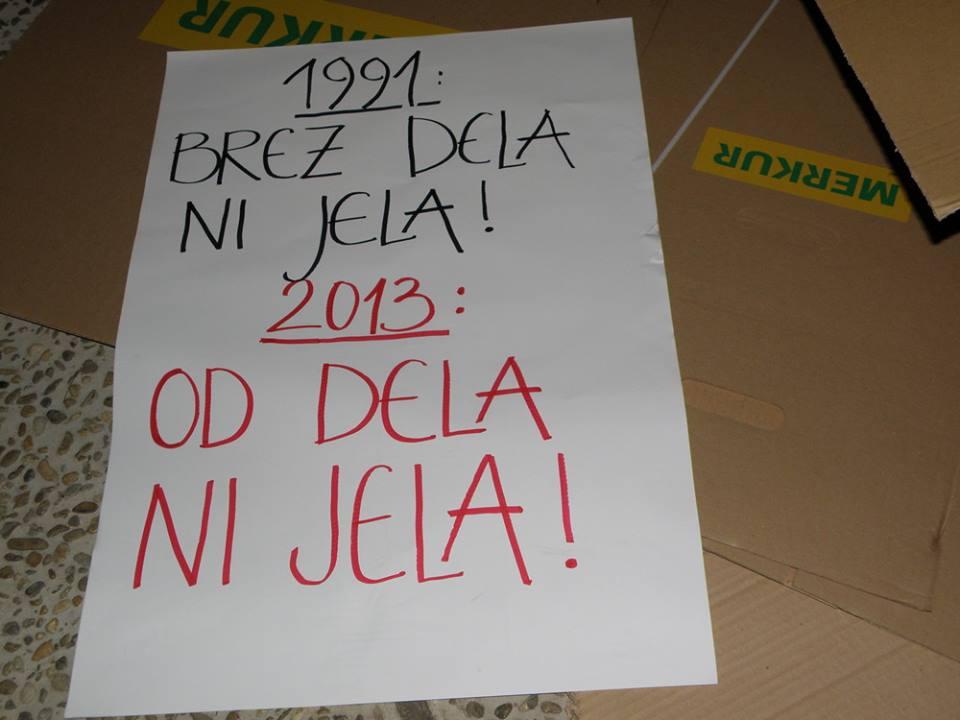 MERKUR
1991:
BREZ DELA
NI JELA!
MERKUR
2013:
OD DELA
NI JELA!